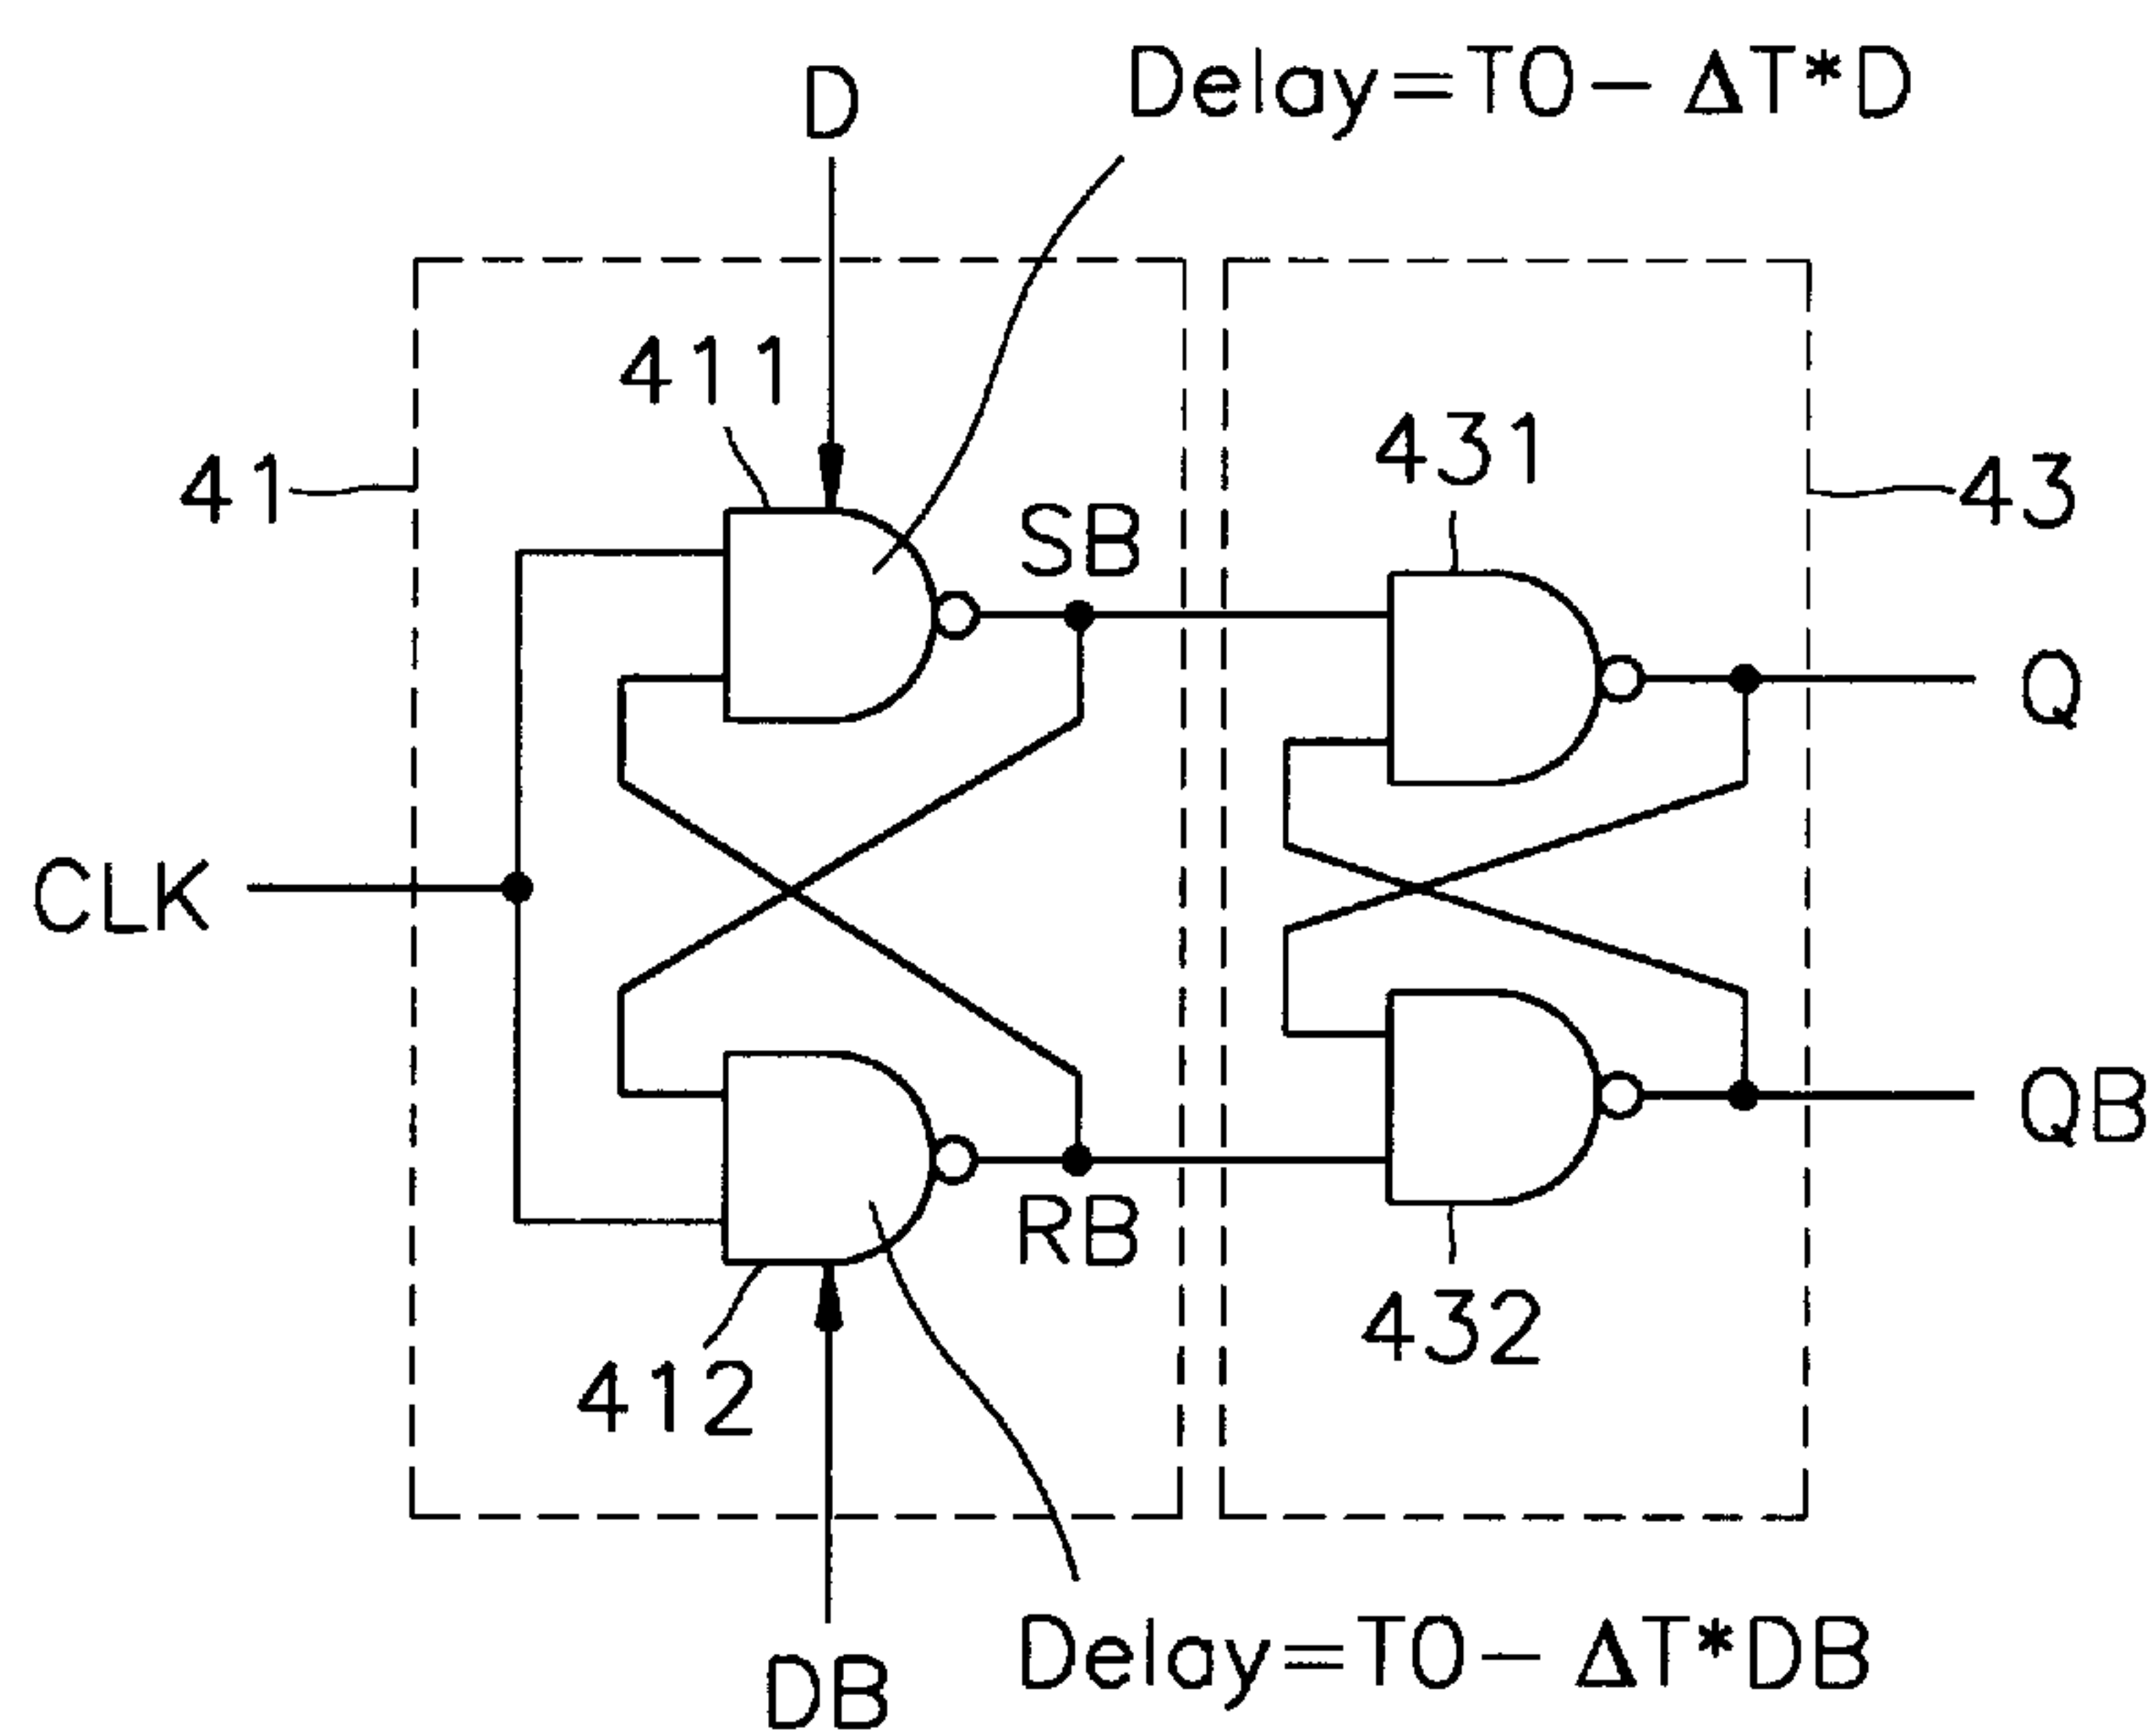 D
Delay=T0-ΔT*D
411
431
41
43
SB
Q
CLK
QB
RB
432
412
Delay=T0-ΔT*DB
DB